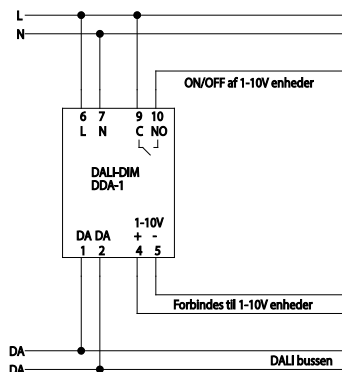 L
N
ON/OFF af 1-10V enheder
6 7 9 10
L N C NO
DALI-DIM
DDA-1
1-10V
DA DA + -
1 2 4 5
Forbindes til 1-10V enheder
DA
DALI bussen
DA